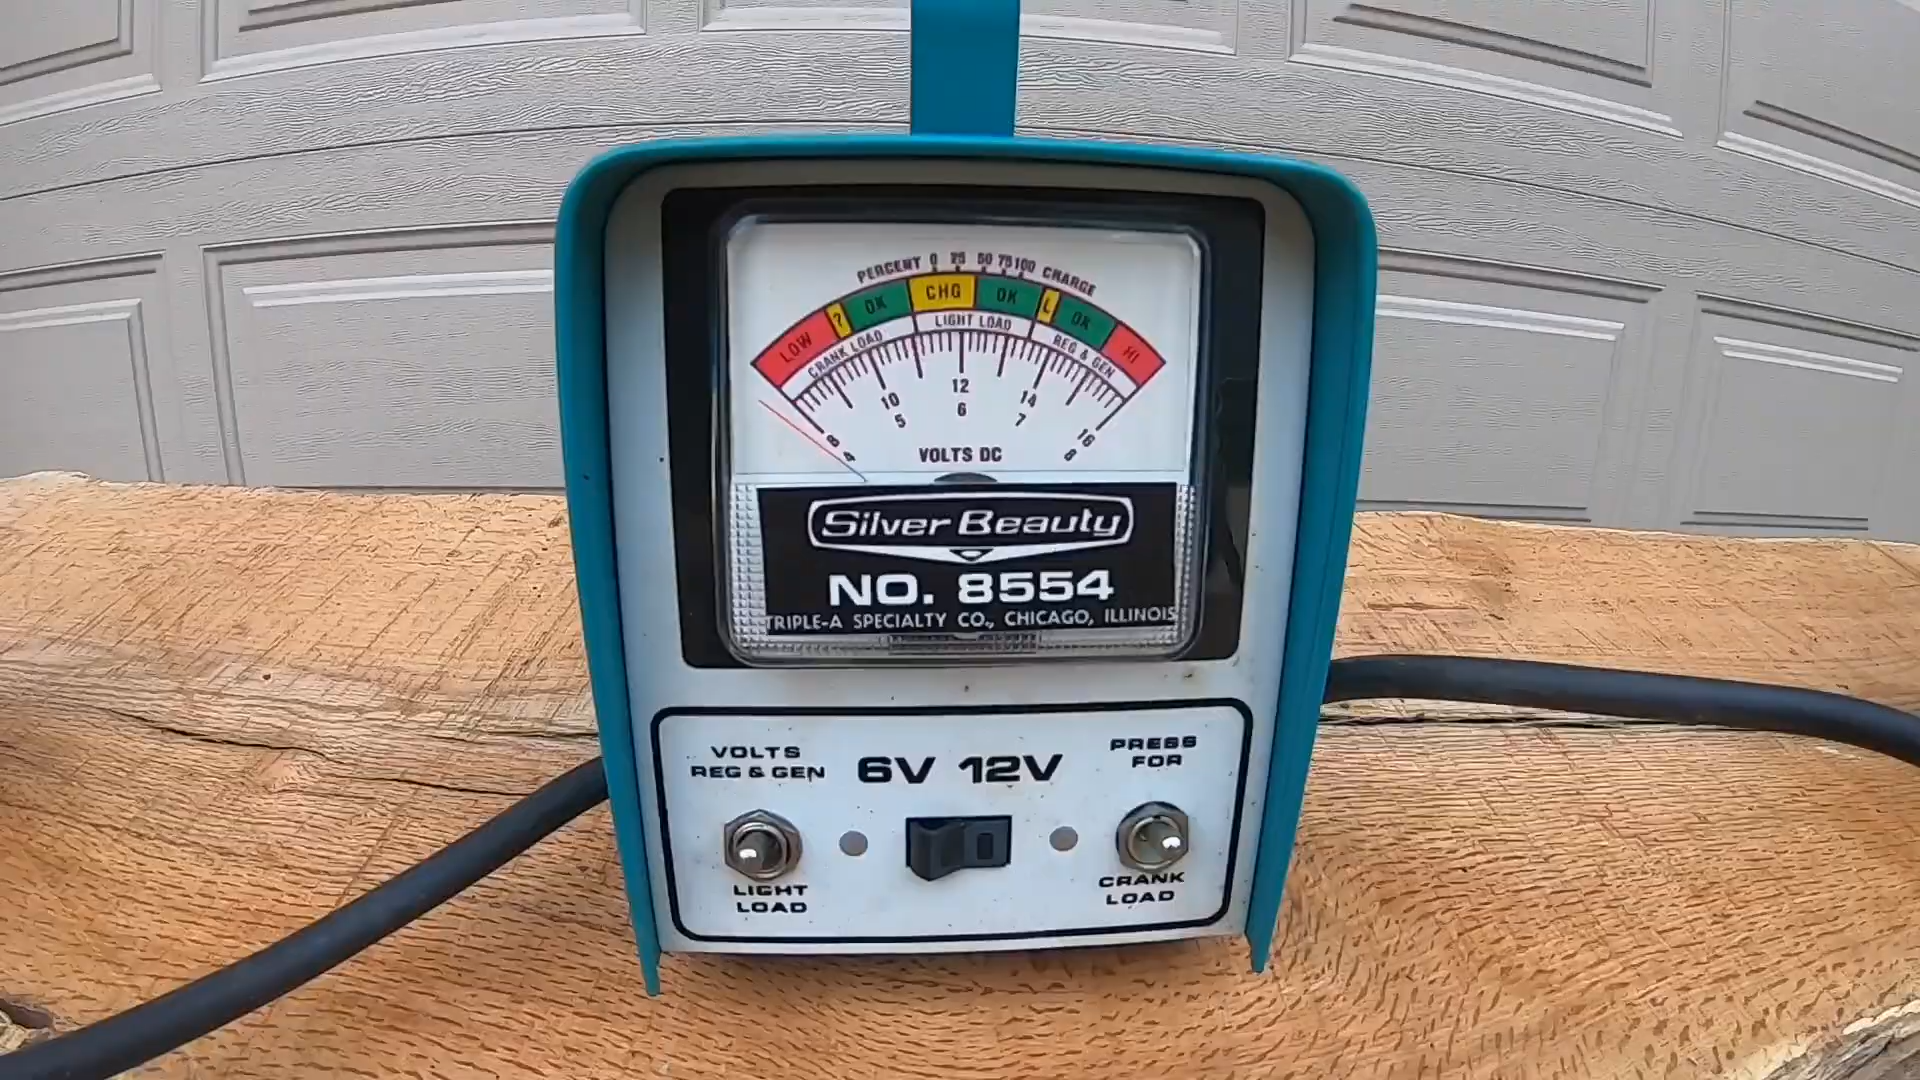 PERCENT 0 25 50 75 100 CHARGE
LOW ? OK CHG OK L OK HI
CRANK LOAD LIGHT LOAD REG & GEN
8 10 12 14 16
4 5 6 7 8
VOLTS DC
Silver Beauty
NO. 8554
TRIPLE-A SPECIALTY CO., CHICAGO, ILLINOIS
VOLTS
REG & GEN
6V 12V
PRESS
FOR
LIGHT
LOAD
CRANK
LOAD